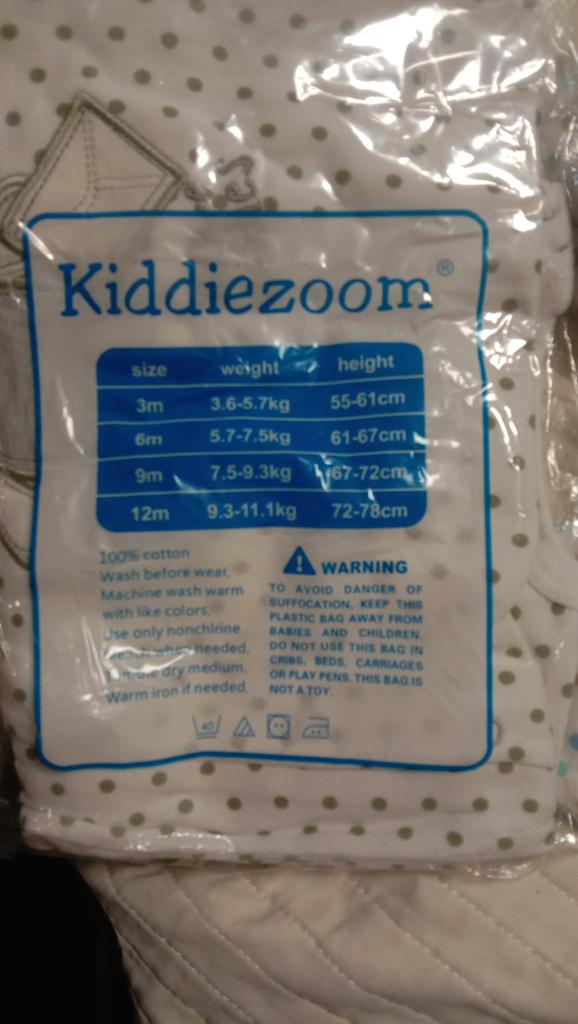 Kiddiezoom®
size weight height
3m 3.6-5.7kg 55-61cm
6m 5.7-7.5kg 61-67cm
9m 7.5-9.3kg 67-72cm
12m 9.3-11.1kg 72-78cm
100% cotton
Wash before wear,
Machine wash warm
with like colors,
Use only nonchlrine
bleach when needed,
Tumble dry medium,
Warm iron if needed,
WARNING
TO AVOID DANGER OF
SUFFOCATION, KEEP THIS
PLASTIC BAG AWAY FROM
BABIES AND CHILDREN.
DO NOT USE THIS BAG IN
CRIBS, BEDS, CARRIAGES
OR PLAY PENS. THIS BAG IS
NOT A TOY.
40